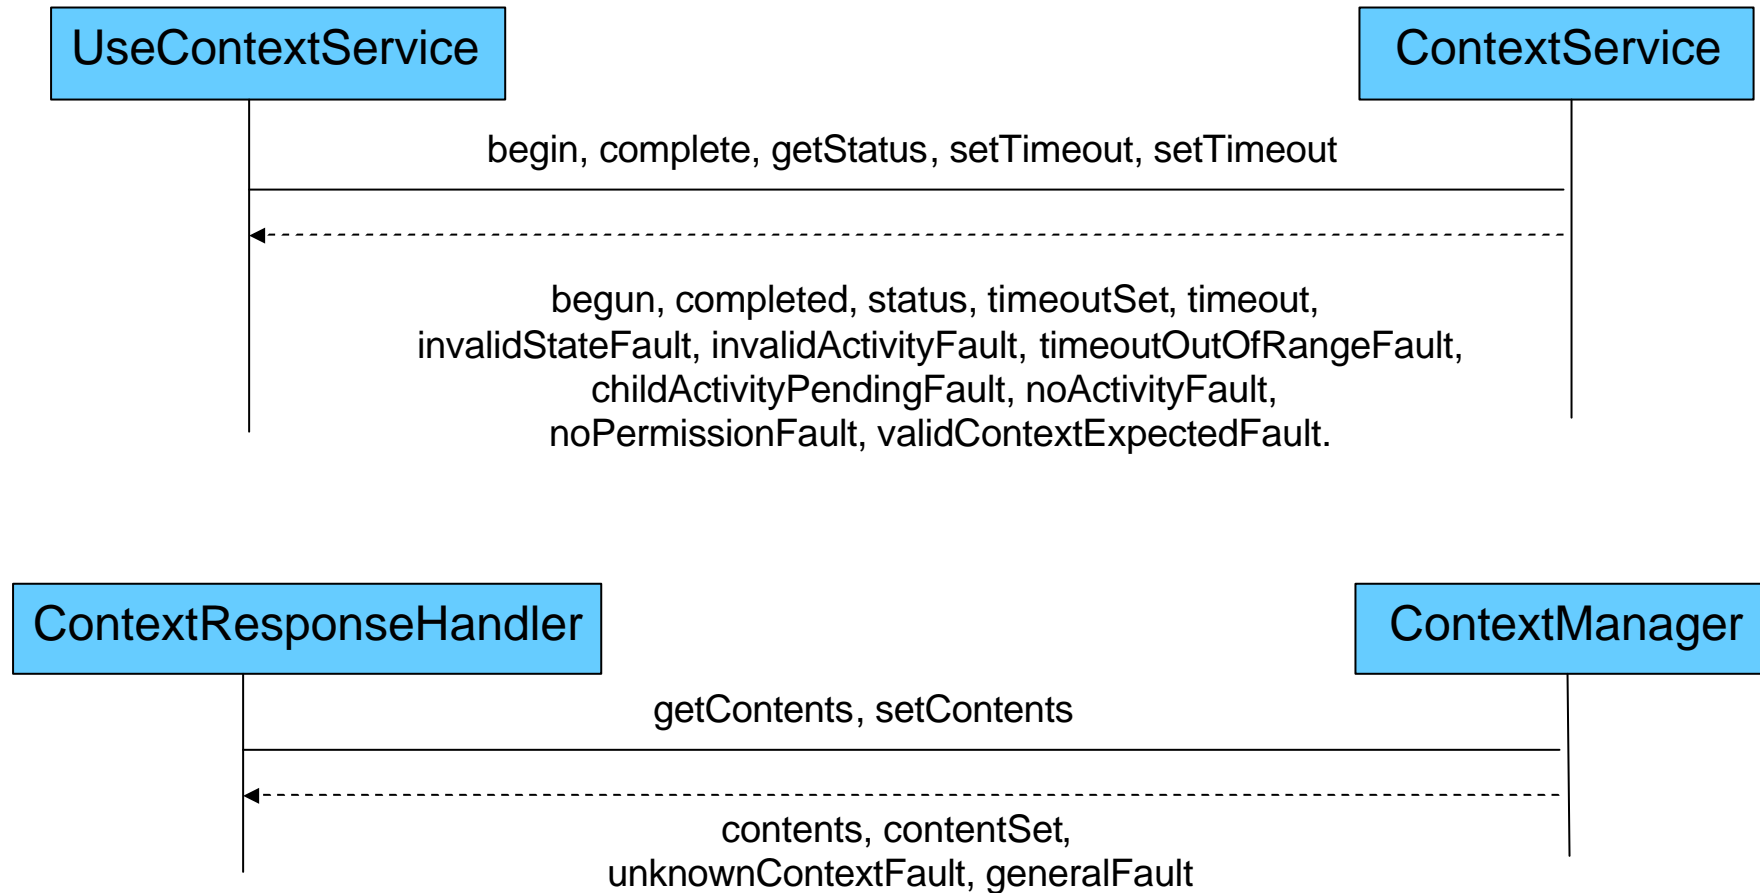 UseContextService
ContextService
begin, complete, getStatus, setTimeout, setTimeout
begun, completed, status, timeoutSet, timeout,
invalidStateFault, invalidActivityFault, timeoutOutOfRangeFault,
childActivityPendingFault, noActivityFault,
noPermissionFault, validContextExpectedFault.
ContextResponseHandler
ContextManager
getContents, setContents
contents, contentSet,
unknownContextFault, generalFault